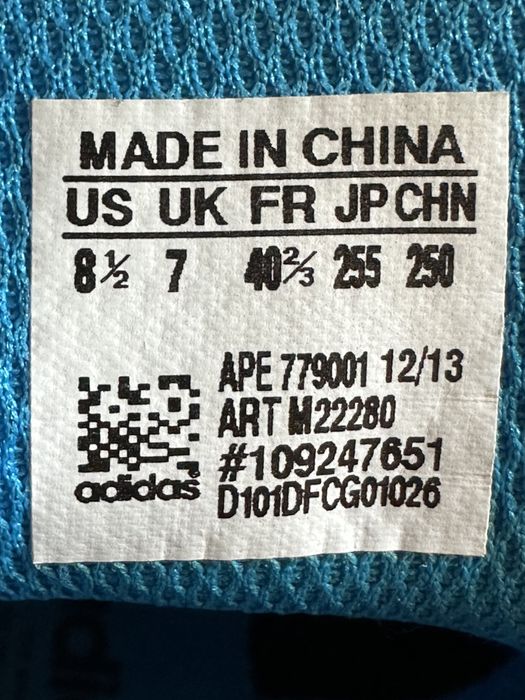 MADE IN CHINA
US UK FR JP CHN
8½ 7 40⅔ 255 250
APE 779001 12/13
ART M22280
#109247651
D101DFCG01026
adidas